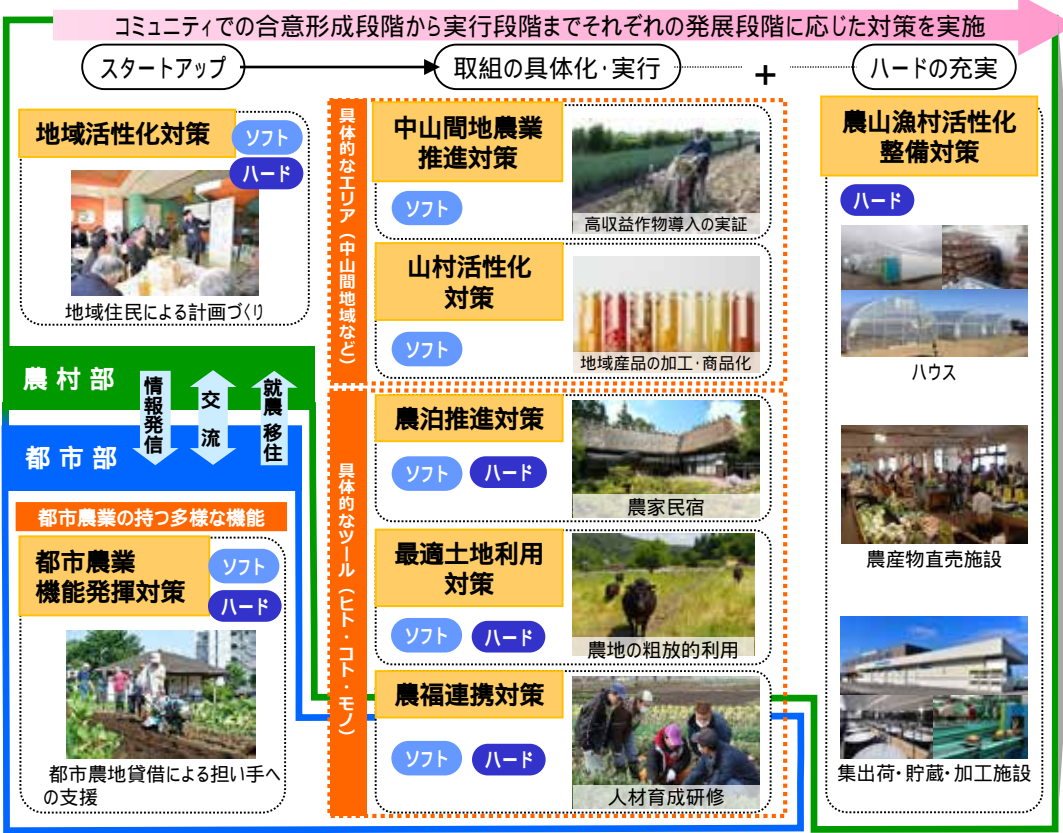 コミュニティでの合意形成段階から実行段階までそれぞれの発展段階に応じた対策を実施
スタートアップ
取組の具体化･実行
+
ハードの充実
地域活性化対策
ソフト
ハード
地域住民による計画づくり
農村部
情報発信
交流
就農 移住
都市部
都市農業の持つ多様な機能
都市農業
機能発揮対策
ソフト
ハード
都市農地貸借による担い手へ
の支援
具体的なエリア（中山間地域など）
中山間地農業
推進対策
ソフト
高収益作物導入の実証
山村活性化
対策
ソフト
地域産品の加工･商品化
具体的なツール（ヒト・コト・モノ）
農泊推進対策
ソフト
ハード
農家民宿
最適土地利用
対策
ソフト
ハード
農地の粗放的利用
農福連携対策
ソフト
ハード
人材育成研修
農山漁村活性化
整備対策
ハード
ハウス
農産物直売施設
集出荷･貯蔵･加工施設